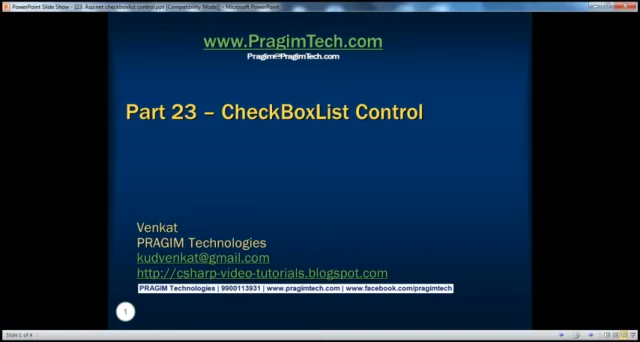 PowerPoint Slide Show - [23. Asp.net checkboxlist control.ppt [Compatibility Mode]] - Microsoft PowerPoint
www.PragimTech.com
Pragim@PragimTech.com
Part 23 – CheckBoxList Control
Venkat
PRAGIM Technologies
kudvenkat@gmail.com
http://csharp-video-tutorials.blogspot.com
PRAGIM Technologies | 9900113931 | www.pragimtech.com | www.facebook.com/pragimtech
1
Slide 1 of 4